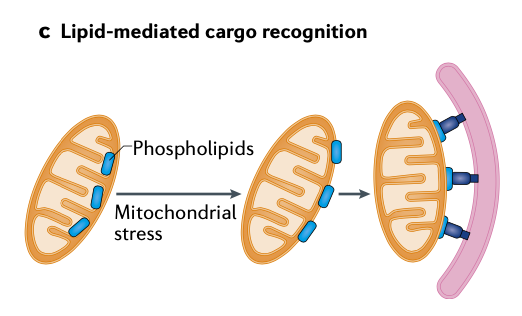 c Lipid-mediated cargo recognition
Phospholipids
Mitochondrial
stress